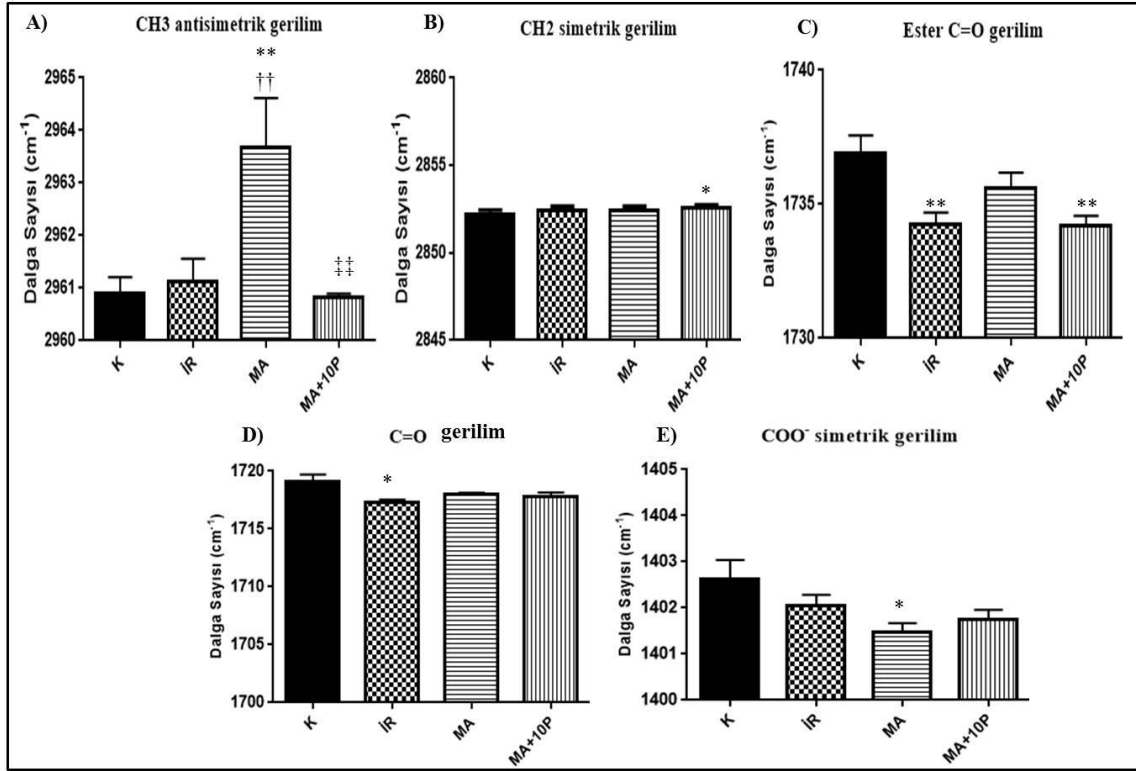 A)
CH3 antisimetrik gerilim
Dalga Sayısı (cm⁻¹)
2965
2964
2963
2962
2961
2960
**
††
‡‡
‡‡
K
İR
MA
MA+10P
B)
CH2 simetrik gerilim
Dalga Sayısı (cm⁻¹)
2860
2855
2850
2845
*
K
İR
MA
MA+10P
C)
Ester C=O gerilim
Dalga Sayısı (cm⁻¹)
1740
1735
1730
**
**
K
İR
MA
MA+10P
D)
C=O gerilim
Dalga Sayısı (cm⁻¹)
1720
1715
1710
1705
1700
*
K
İR
MA
MA+10P
E)
COO⁻ simetrik gerilim
Dalga Sayısı (cm⁻¹)
1405
1404
1403
1402
1401
1400
*
K
İR
MA
MA+10P